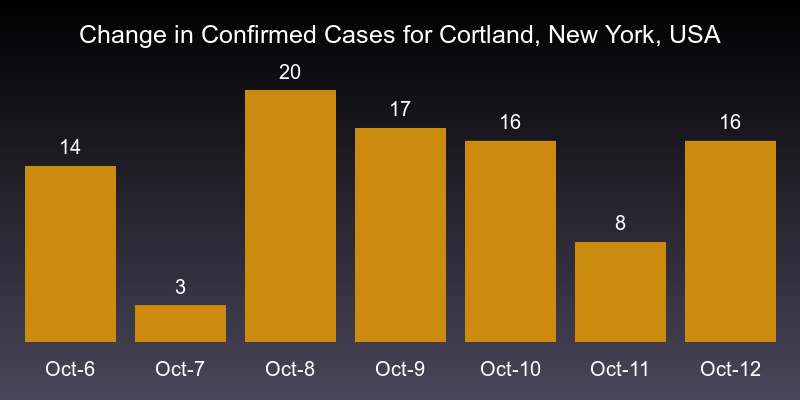 Change in Confirmed Cases for Cortland, New York, USA
14
3
20
17
16
8
16
Oct-6
Oct-7
Oct-8
Oct-9
Oct-10
Oct-11
Oct-12